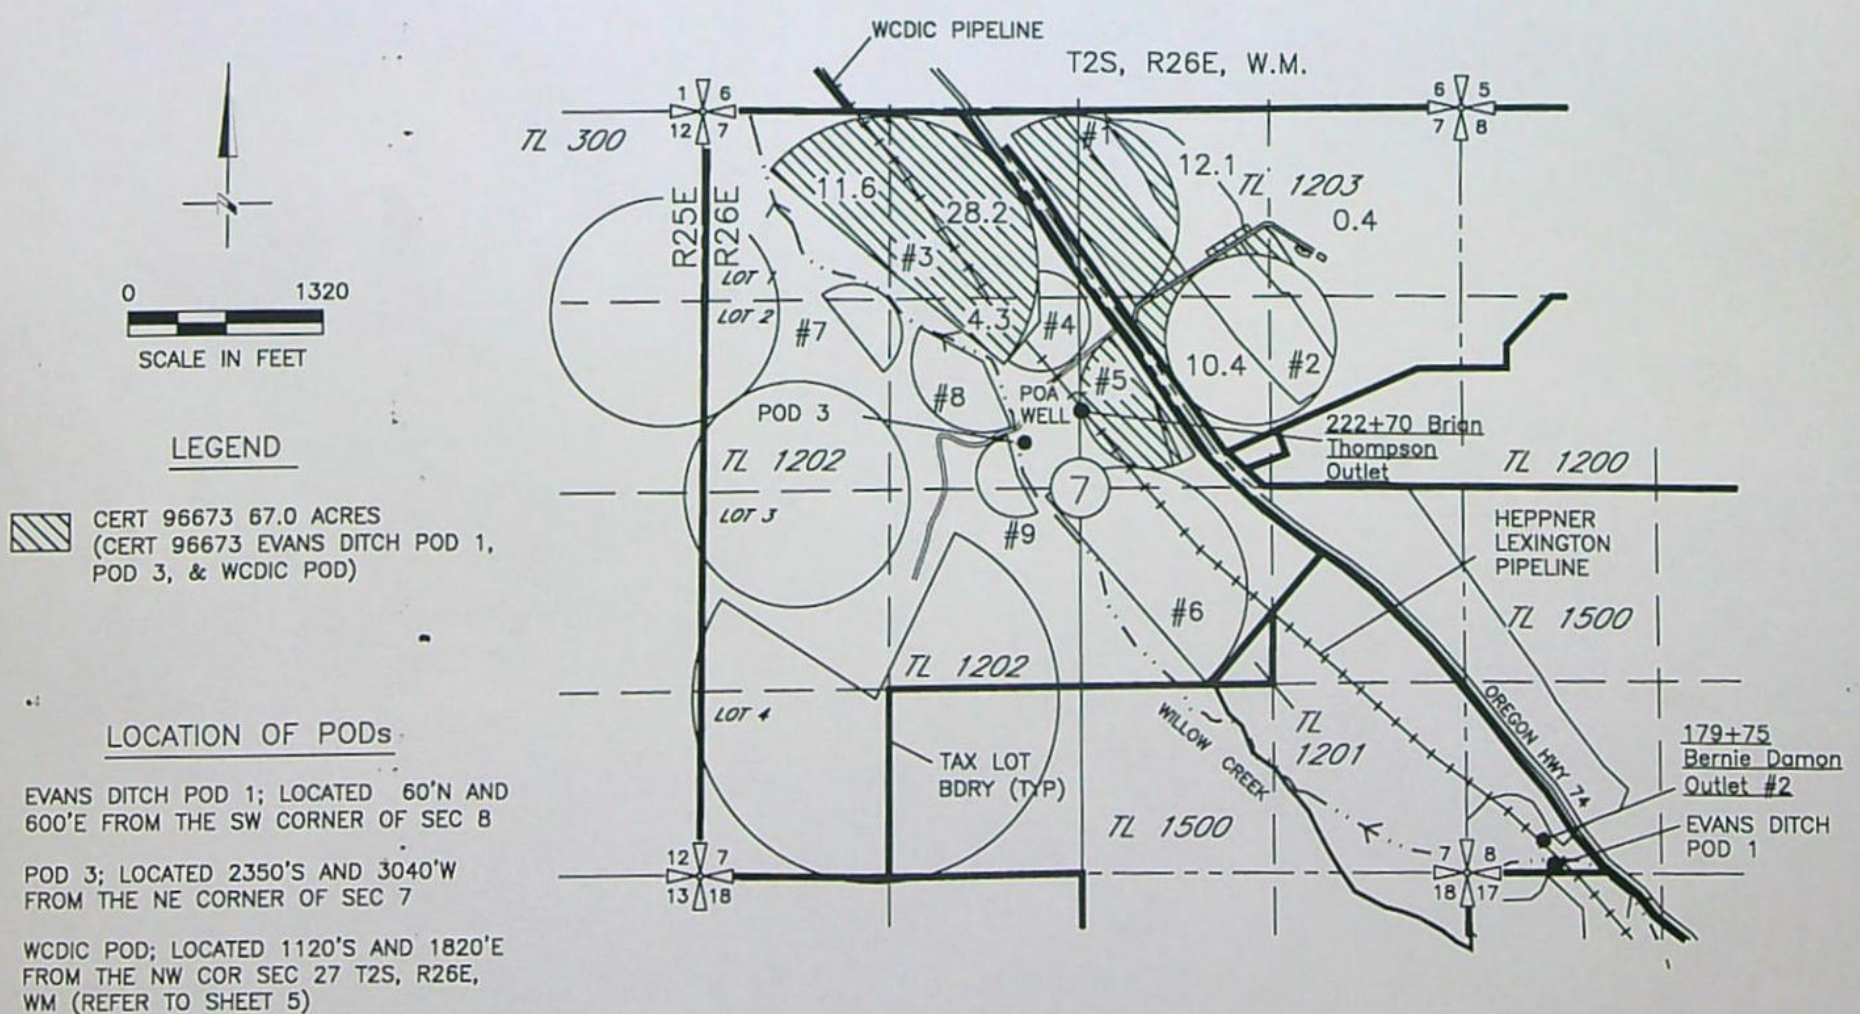 WCDIC PIPELINE
T2S, R26E, W.M.
1 6
12 7
6 5
7 8
TL 300
#1
12.1
TL 1203
0.4
11.6
28.2
R25E
R26E
#3
LOT 1
0 1320
SCALE IN FEET
LOT 2
#7
4.3
#4
10.4
#2
#5
#8
POA
WELL
POD 3
222+70 Brian
Thompson
Outlet
LEGEND
TL 1202
TL 1200
7
CERT 96673 67.0 ACRES
(CERT 96673 EVANS DITCH POD 1,
POD 3, & WCDIC POD)
LOT 3
#9
HEPPNER
LEXINGTON
PIPELINE
#6
TL 1500
TL 1202
LOT 4
OREGON HWY 74
WILLOW CREEK
TL
1201
LOCATION OF PODs
TAX LOT
BDRY (TYP)
179+75
Bernie Damon
Outlet #2
EVANS DITCH POD 1; LOCATED 60'N AND
600'E FROM THE SW CORNER OF SEC 8
TL 1500
EVANS DITCH
POD 1
12 7
13 18
7 8
18 17
POD 3; LOCATED 2350'S AND 3040'W
FROM THE NE CORNER OF SEC 7
WCDIC POD; LOCATED 1120'S AND 1820'E
FROM THE NW COR SEC 27 T2S, R26E,
WM (REFER TO SHEET 5)